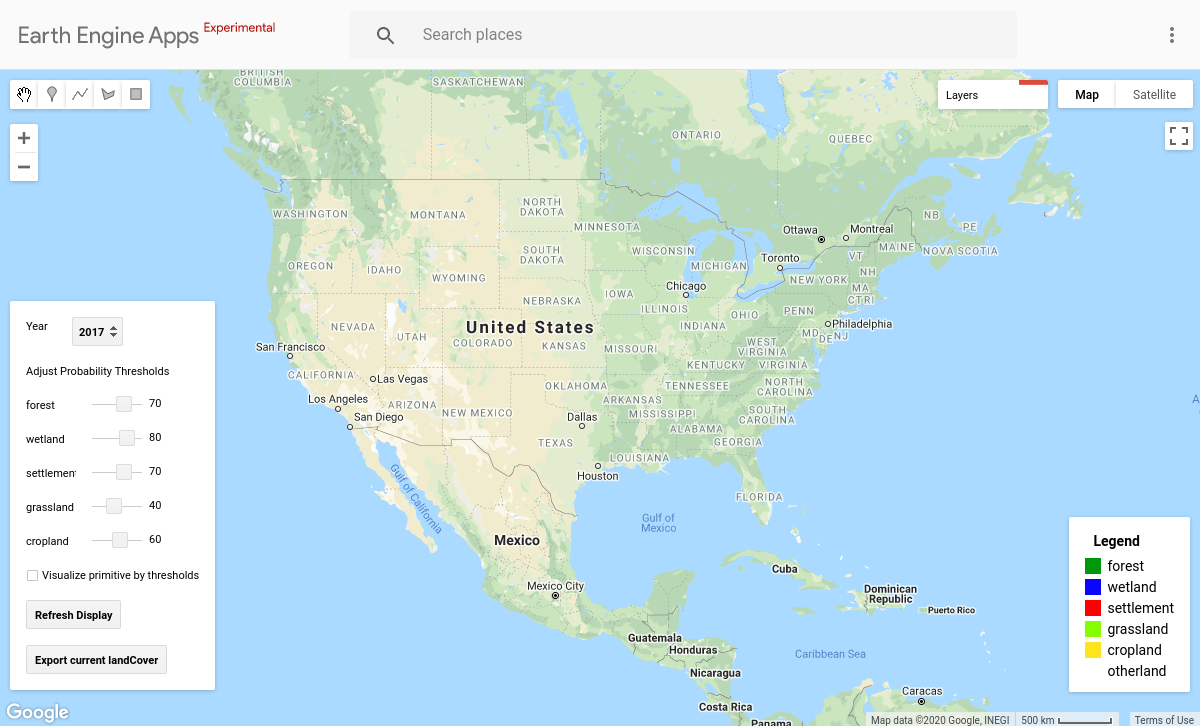 Earth Engine Apps Experimental
Search places
Layers
Map
Satellite
BRITISH
COLUMBIA
SASKATCHEWAN
ONTARIO
QUEBEC
WASHINGTON
MONTANA
NORTH
DAKOTA
MINNESOTA
NB
PE
NOVA SCOTIA
MAINE
Ottawa
Montreal
VT
NH
MA
CT RI
Toronto
NEW YORK
OREGON
IDAHO
WYOMING
SOUTH
DAKOTA
WISCONSIN
MICHIGAN
Chicago
NEBRASKA
IOWA
ILLINOIS
INDIANA
OHIO
PENN
Philadelphia
MD
DE
NJ
NEVADA
UTAH
United States
COLORADO
KANSAS
MISSOURI
WEST
VIRGINIA
KENTUCKY
VIRGINIA
San Francisco
CALIFORNIA
Las Vegas
Los Angeles
San Diego
ARIZONA
NEW MEXICO
OKLAHOMA
ARKANSAS
TENNESSEE
NORTH
CAROLINA
SOUTH
CAROLINA
MISSISSIPPI
ALABAMA
GEORGIA
Dallas
TEXAS
LOUISIANA
Houston
FLORIDA
Gulf of California
Gulf of
Mexico
Mexico
Mexico City
Cuba
Dominican
Republic
Puerto Rico
Guatemala
Honduras
Nicaragua
Caribbean Sea
Costa Rica
Panama
Caracas
A
Year
2017
Adjust Probability Thresholds
forest 70
wetland 80
settlement 70
grassland 40
cropland 60
Visualize primitive by thresholds
Refresh Display
Export current landCover
Legend
forest
wetland
settlement
grassland
cropland
otherland
Google
Map data ©2020 Google, INEGI
500 km
Terms of Use